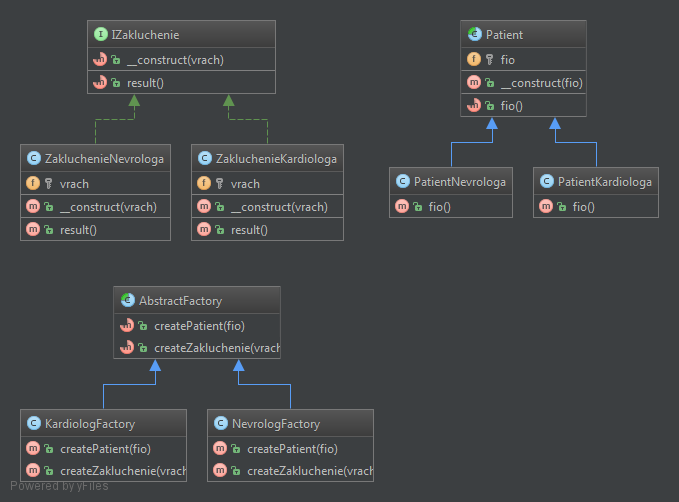 IZakluchenie
__construct(vrach)
result()
Patient
fio
__construct(fio)
fio()
ZakluchenieNevrologa
vrach
__construct(vrach)
result()
ZakluchenieKardiologa
vrach
__construct(vrach)
result()
PatientNevrologa
fio()
PatientKardiologa
fio()
AbstractFactory
createPatient(fio)
createZakluchenie(vrach
KardiologFactory
createPatient(fio)
createZakluchenie(vrach
NevrologFactory
createPatient(fio)
createZakluchenie(vrach
Powered by yFiles